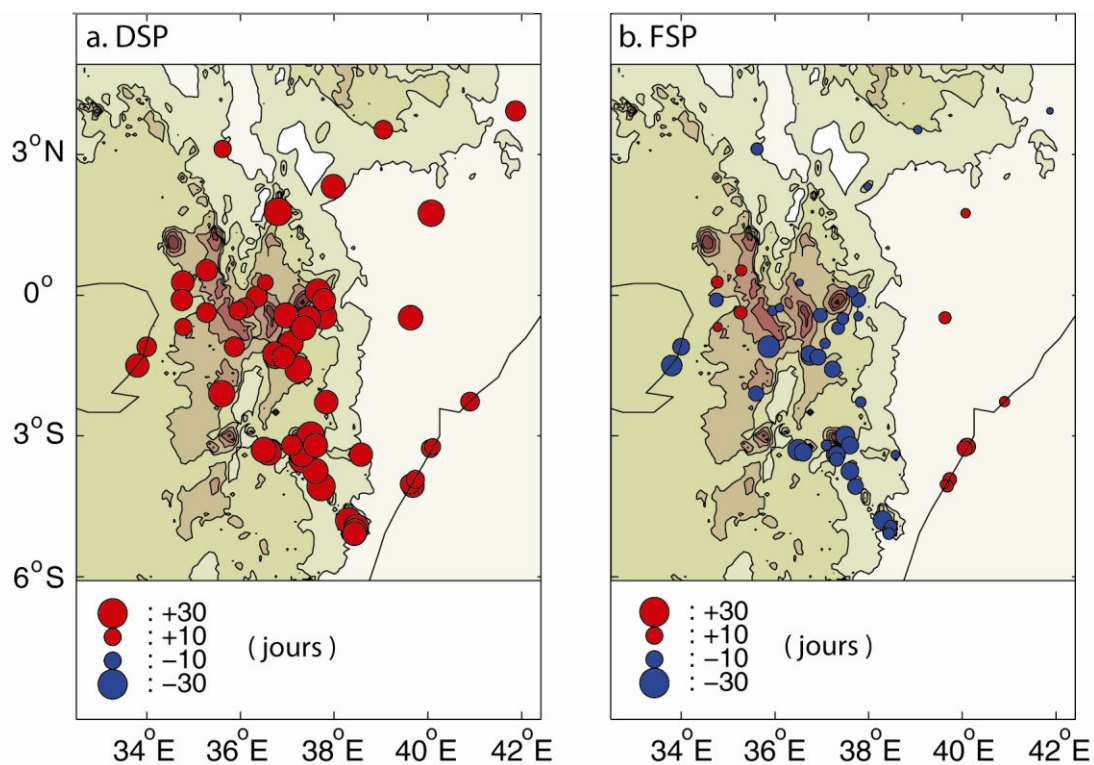 a. DSP
b. FSP
3°N
0°
3°S
6°S
: +30
: +10
: −10
: −30
( jours )
: +30
: +10
: −10
: −30
( jours )
34°E 36°E 38°E 40°E 42°E
34°E 36°E 38°E 40°E 42°E